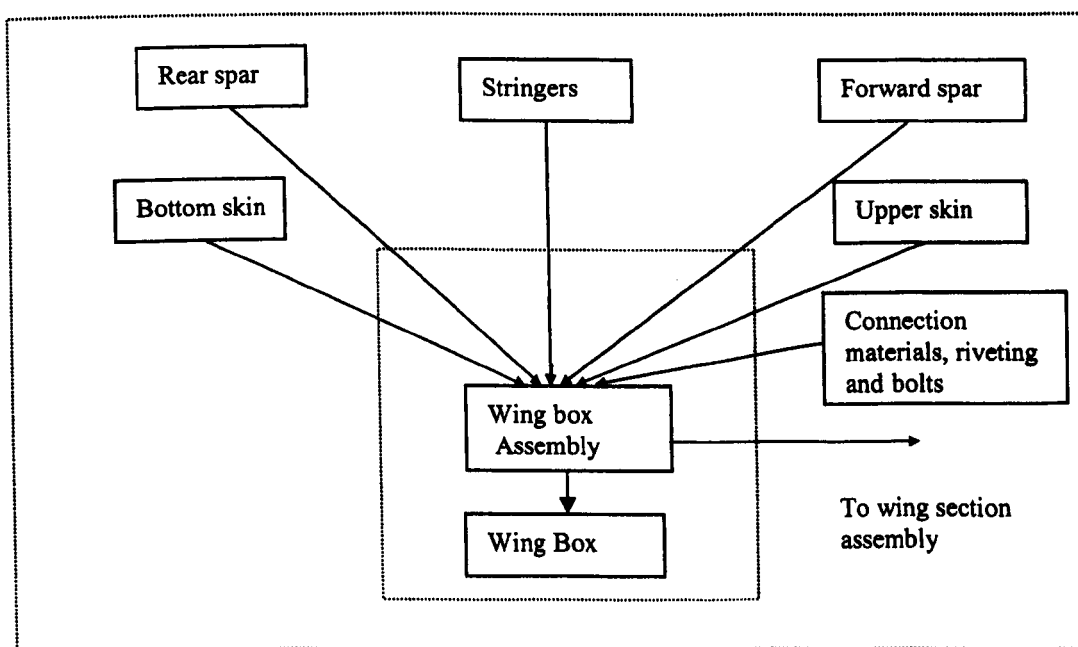 Rear spar
Stringers
Forward spar
Bottom skin
Upper skin
Connection
materials, riveting
and bolts
Wing box
Assembly
Wing Box
To wing section
assembly